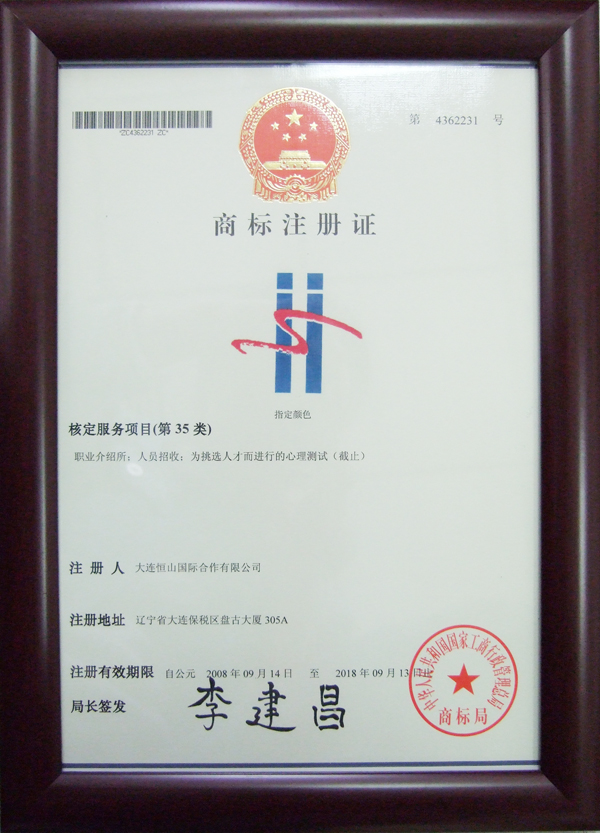 *ZC4362231 ZC*
第 4362231 号
商标注册证
指定颜色
核定服务项目(第 35 类)
职业介绍所；人员招收；为挑选人才而进行的心理测试（截止）
注 册 人 大连恒山国际合作有限公司
注册地址 辽宁省大连保税区盘古大厦 305A
注册有效期限 自公元 2008 年 09 月 14 日 至 2018 年 09 月 13 日止
局长签发 李建昌
中华人民共和国国家工商行政管理总局
商标局